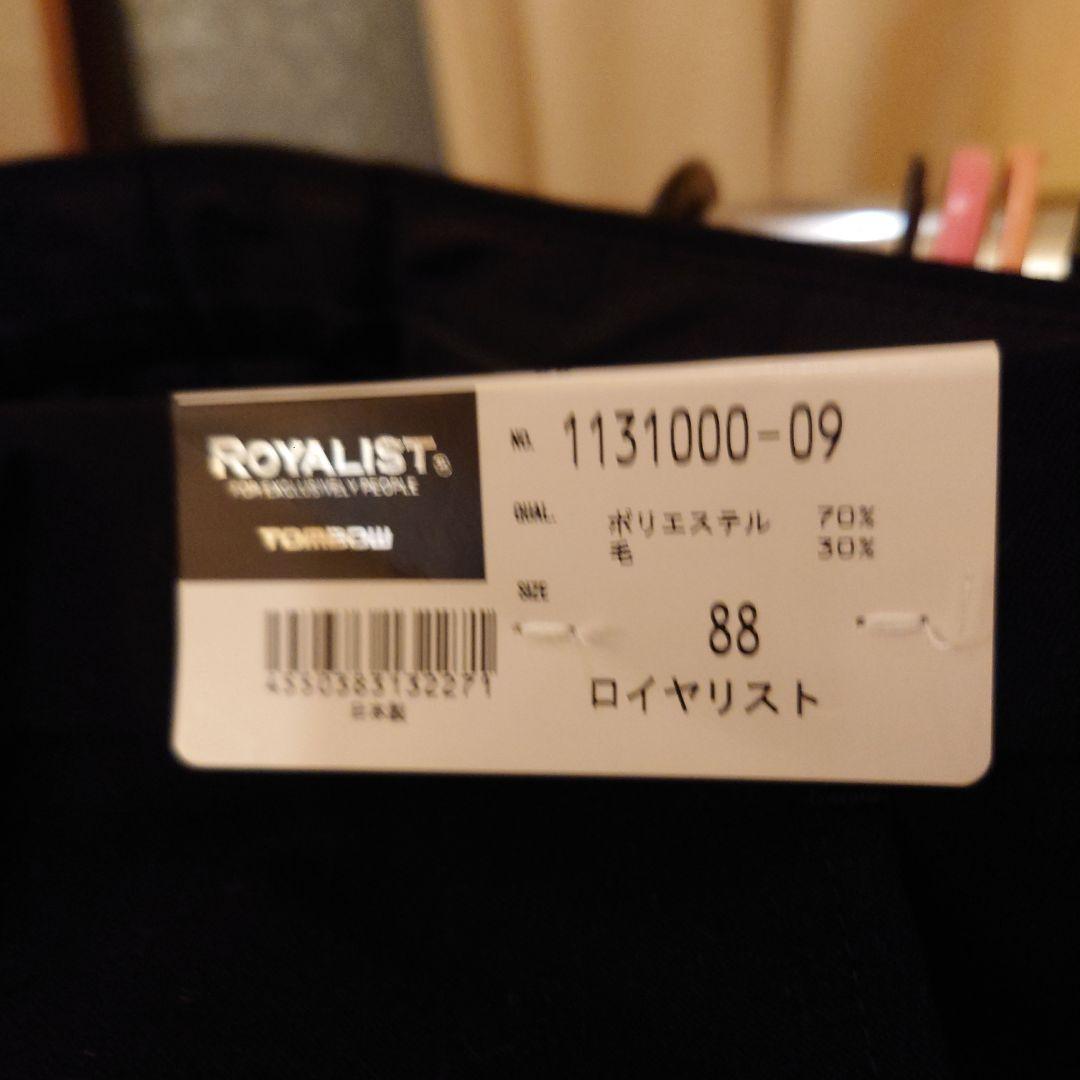 ROYALIST®
FOR EXCLUSIVELY PEOPLE
TOMBOW
NO. 1131000-09
QUAL. ポリエステル 70%
毛 30%
SIZE
88
ロイヤリスト
4550383132271
日本製